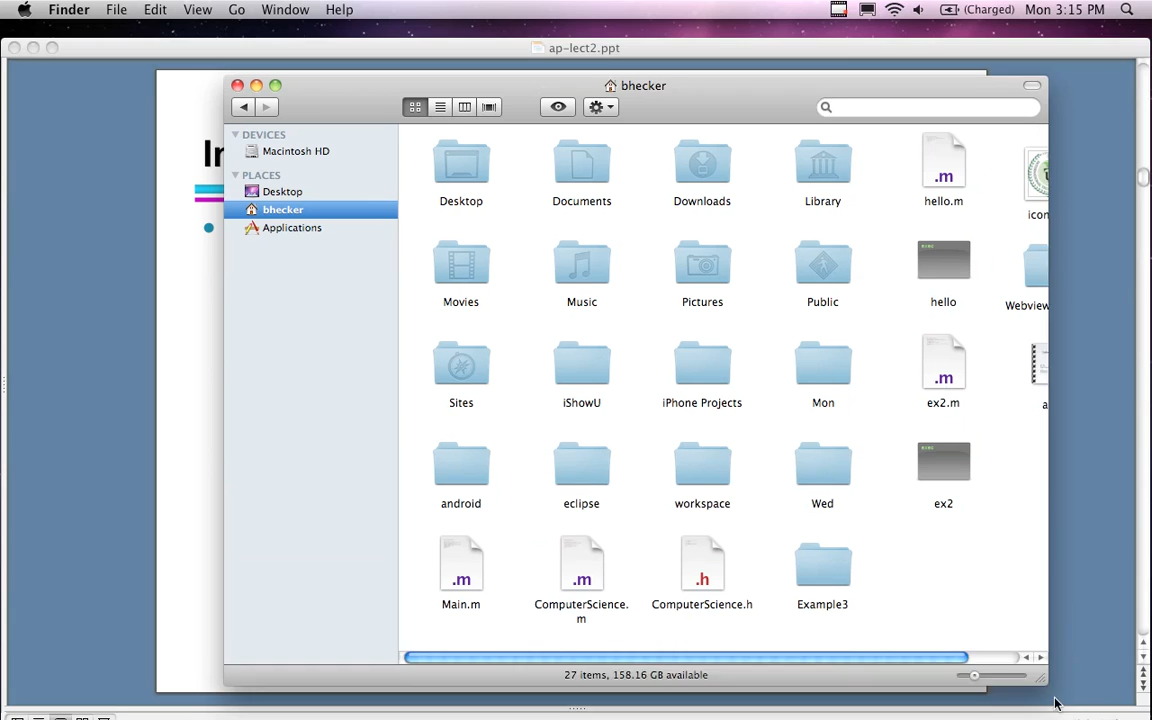 Finder File Edit View Go Window Help (Charged) Mon 3:15 PM
ap-lect2.ppt
bhecker
DEVICES
Macintosh HD
PLACES
Desktop
bhecker
Applications
Desktop Documents Downloads Library hello.m
Movies Music Pictures Public hello
Sites iShowU iPhone Projects Mon ex2.m
android eclipse workspace Wed ex2
Main.m ComputerScience.m ComputerScience.h Example3
27 items, 158.16 GB available